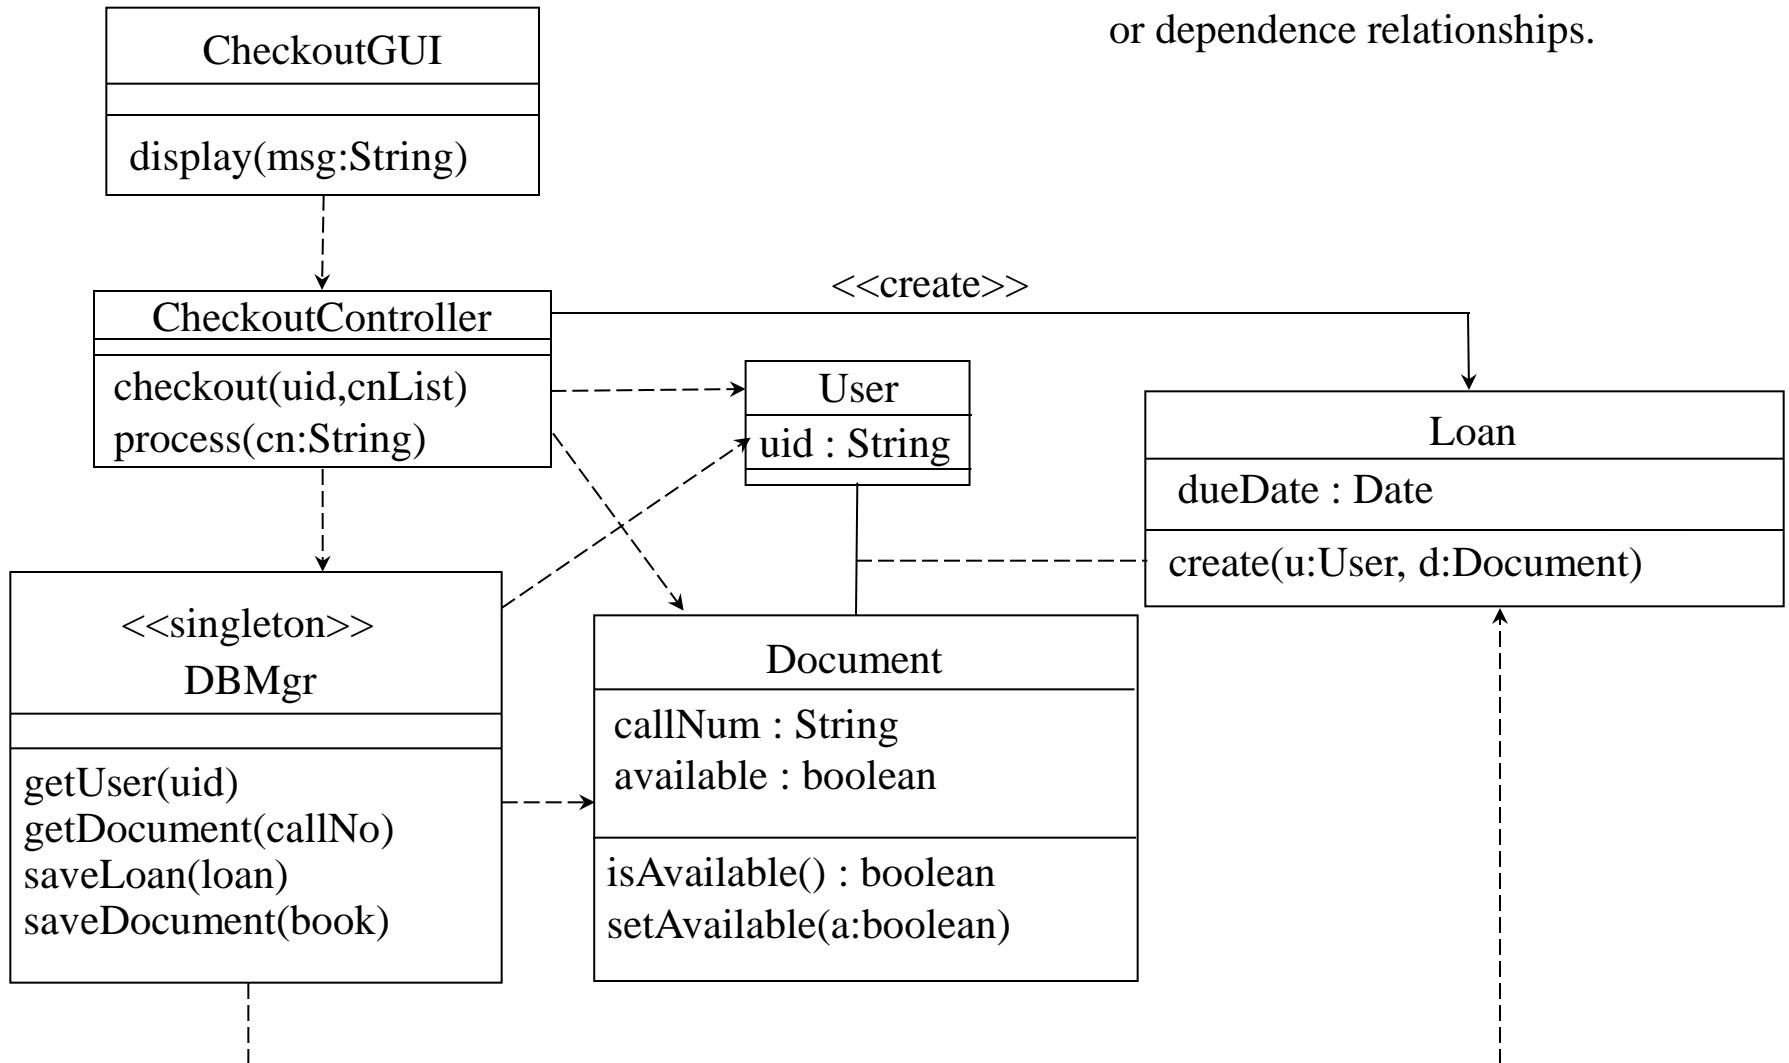 or dependence relationships.
CheckoutGUI
display(msg:String)
<<create>>
CheckoutController
checkout(uid,cnList)
process(cn:String)
User
uid : String
Loan
dueDate : Date
create(u:User, d:Document)
<<singleton>>
DBMgr
getUser(uid)
getDocument(callNo)
saveLoan(loan)
saveDocument(book)
Document
callNum : String
available : boolean
isAvailable() : boolean
setAvailable(a:boolean)